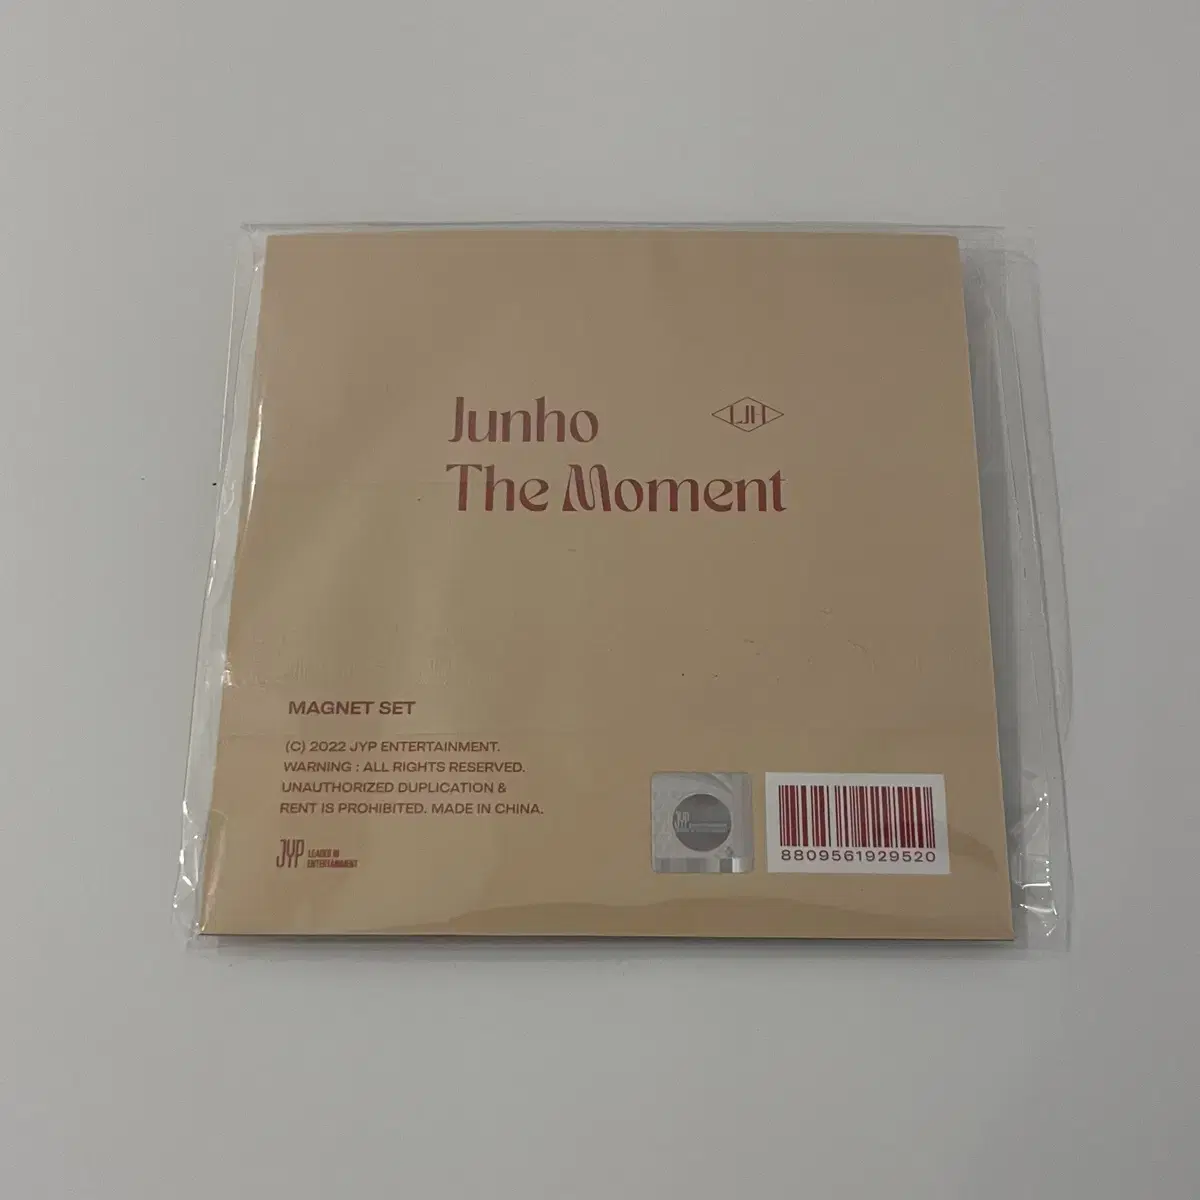 Junho
LJH
The Moment
MAGNET SET
(C) 2022 JYP ENTERTAINMENT.
WARNING : ALL RIGHTS RESERVED.
UNAUTHORIZED DUPLICATION &
RENT IS PROHIBITED. MADE IN CHINA.
JYP LEADER IN
ENTERTAINMENT
JYP
8809561929520